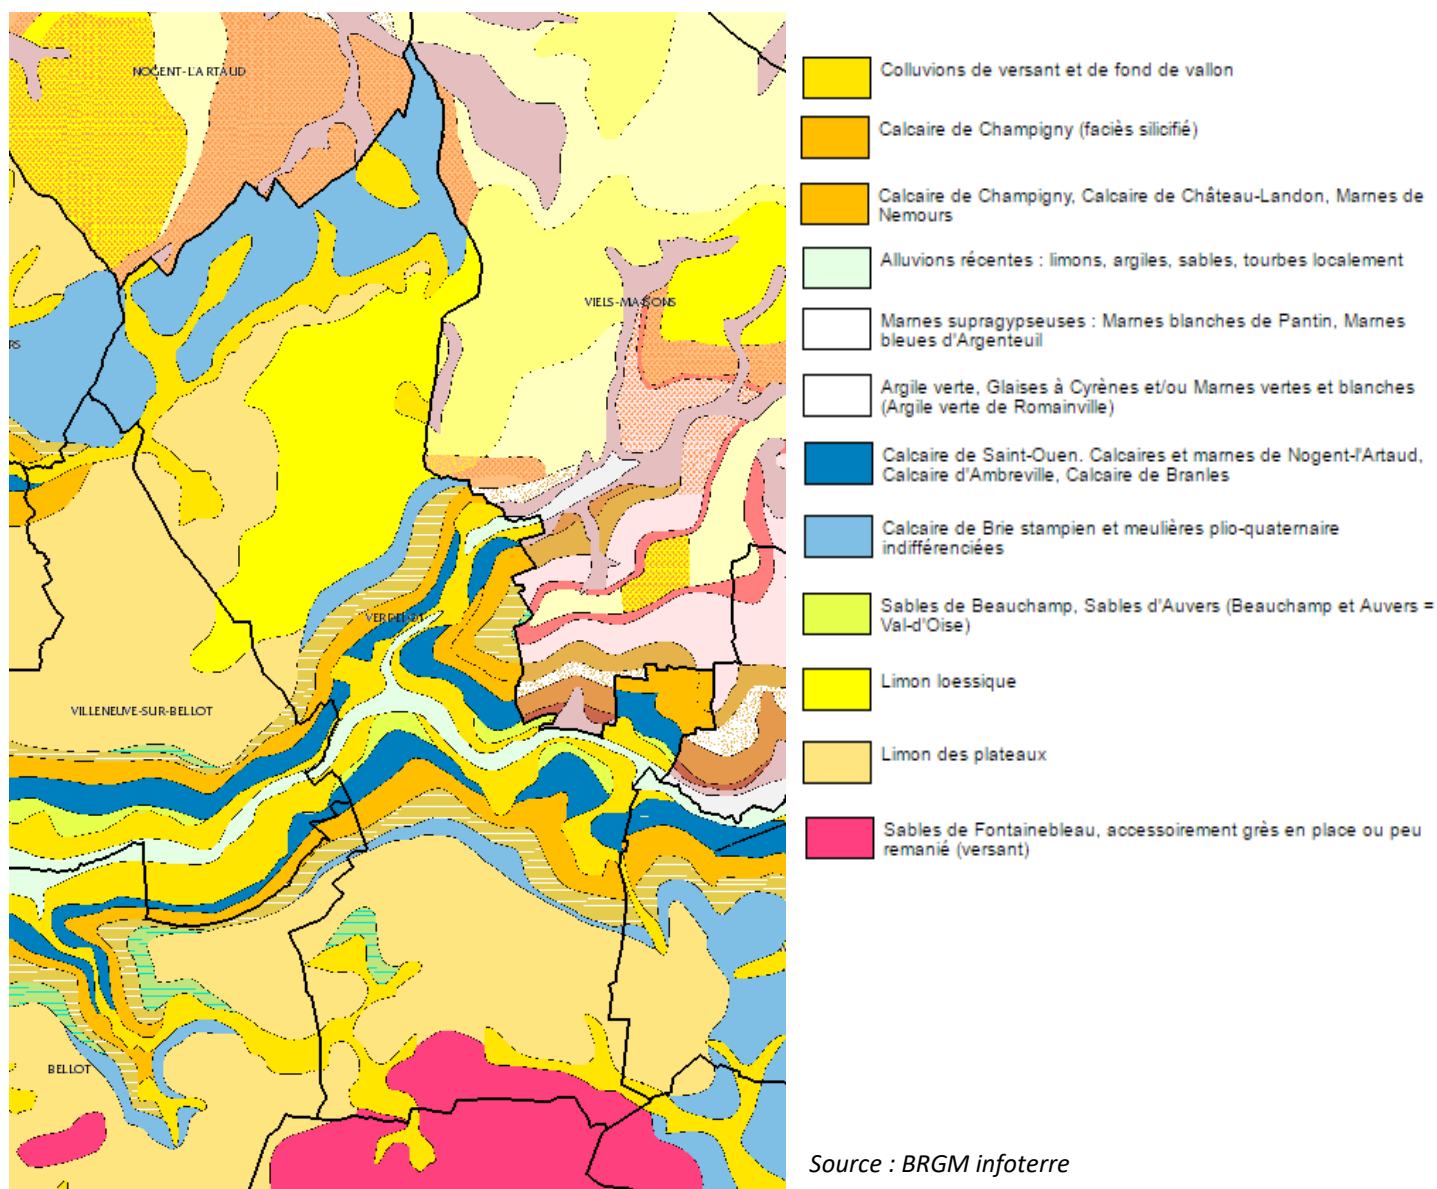 NOGENT-L'ARTAUD
VIELS-MAISONS
RS
VERDELOT
VILLENEUVE-SUR-BELLOT
BELLOT
Colluvions de versant et de fond de vallon
Calcaire de Champigny (faciès silicifié)
Calcaire de Champigny, Calcaire de Château-Landon, Marnes de
Nemours
Alluvions récentes : limons, argiles, sables, tourbes localement
Marnes supragypseuses : Marnes blanches de Pantin, Marnes
bleues d'Argenteuil
Argile verte, Glaises à Cyrènes et/ou Marnes vertes et blanches
(Argile verte de Romainville)
Calcaire de Saint-Ouen. Calcaires et marnes de Nogent-l'Artaud,
Calcaire d'Ambreville, Calcaire de Branles
Calcaire de Brie stampien et meulières plio-quaternaire
indifférenciées
Sables de Beauchamp, Sables d'Auvers (Beauchamp et Auvers =
Val-d'Oise)
Limon loessique
Limon des plateaux
Sables de Fontainebleau, accessoirement grès en place ou peu
remanié (versant)
Source : BRGM infoterre